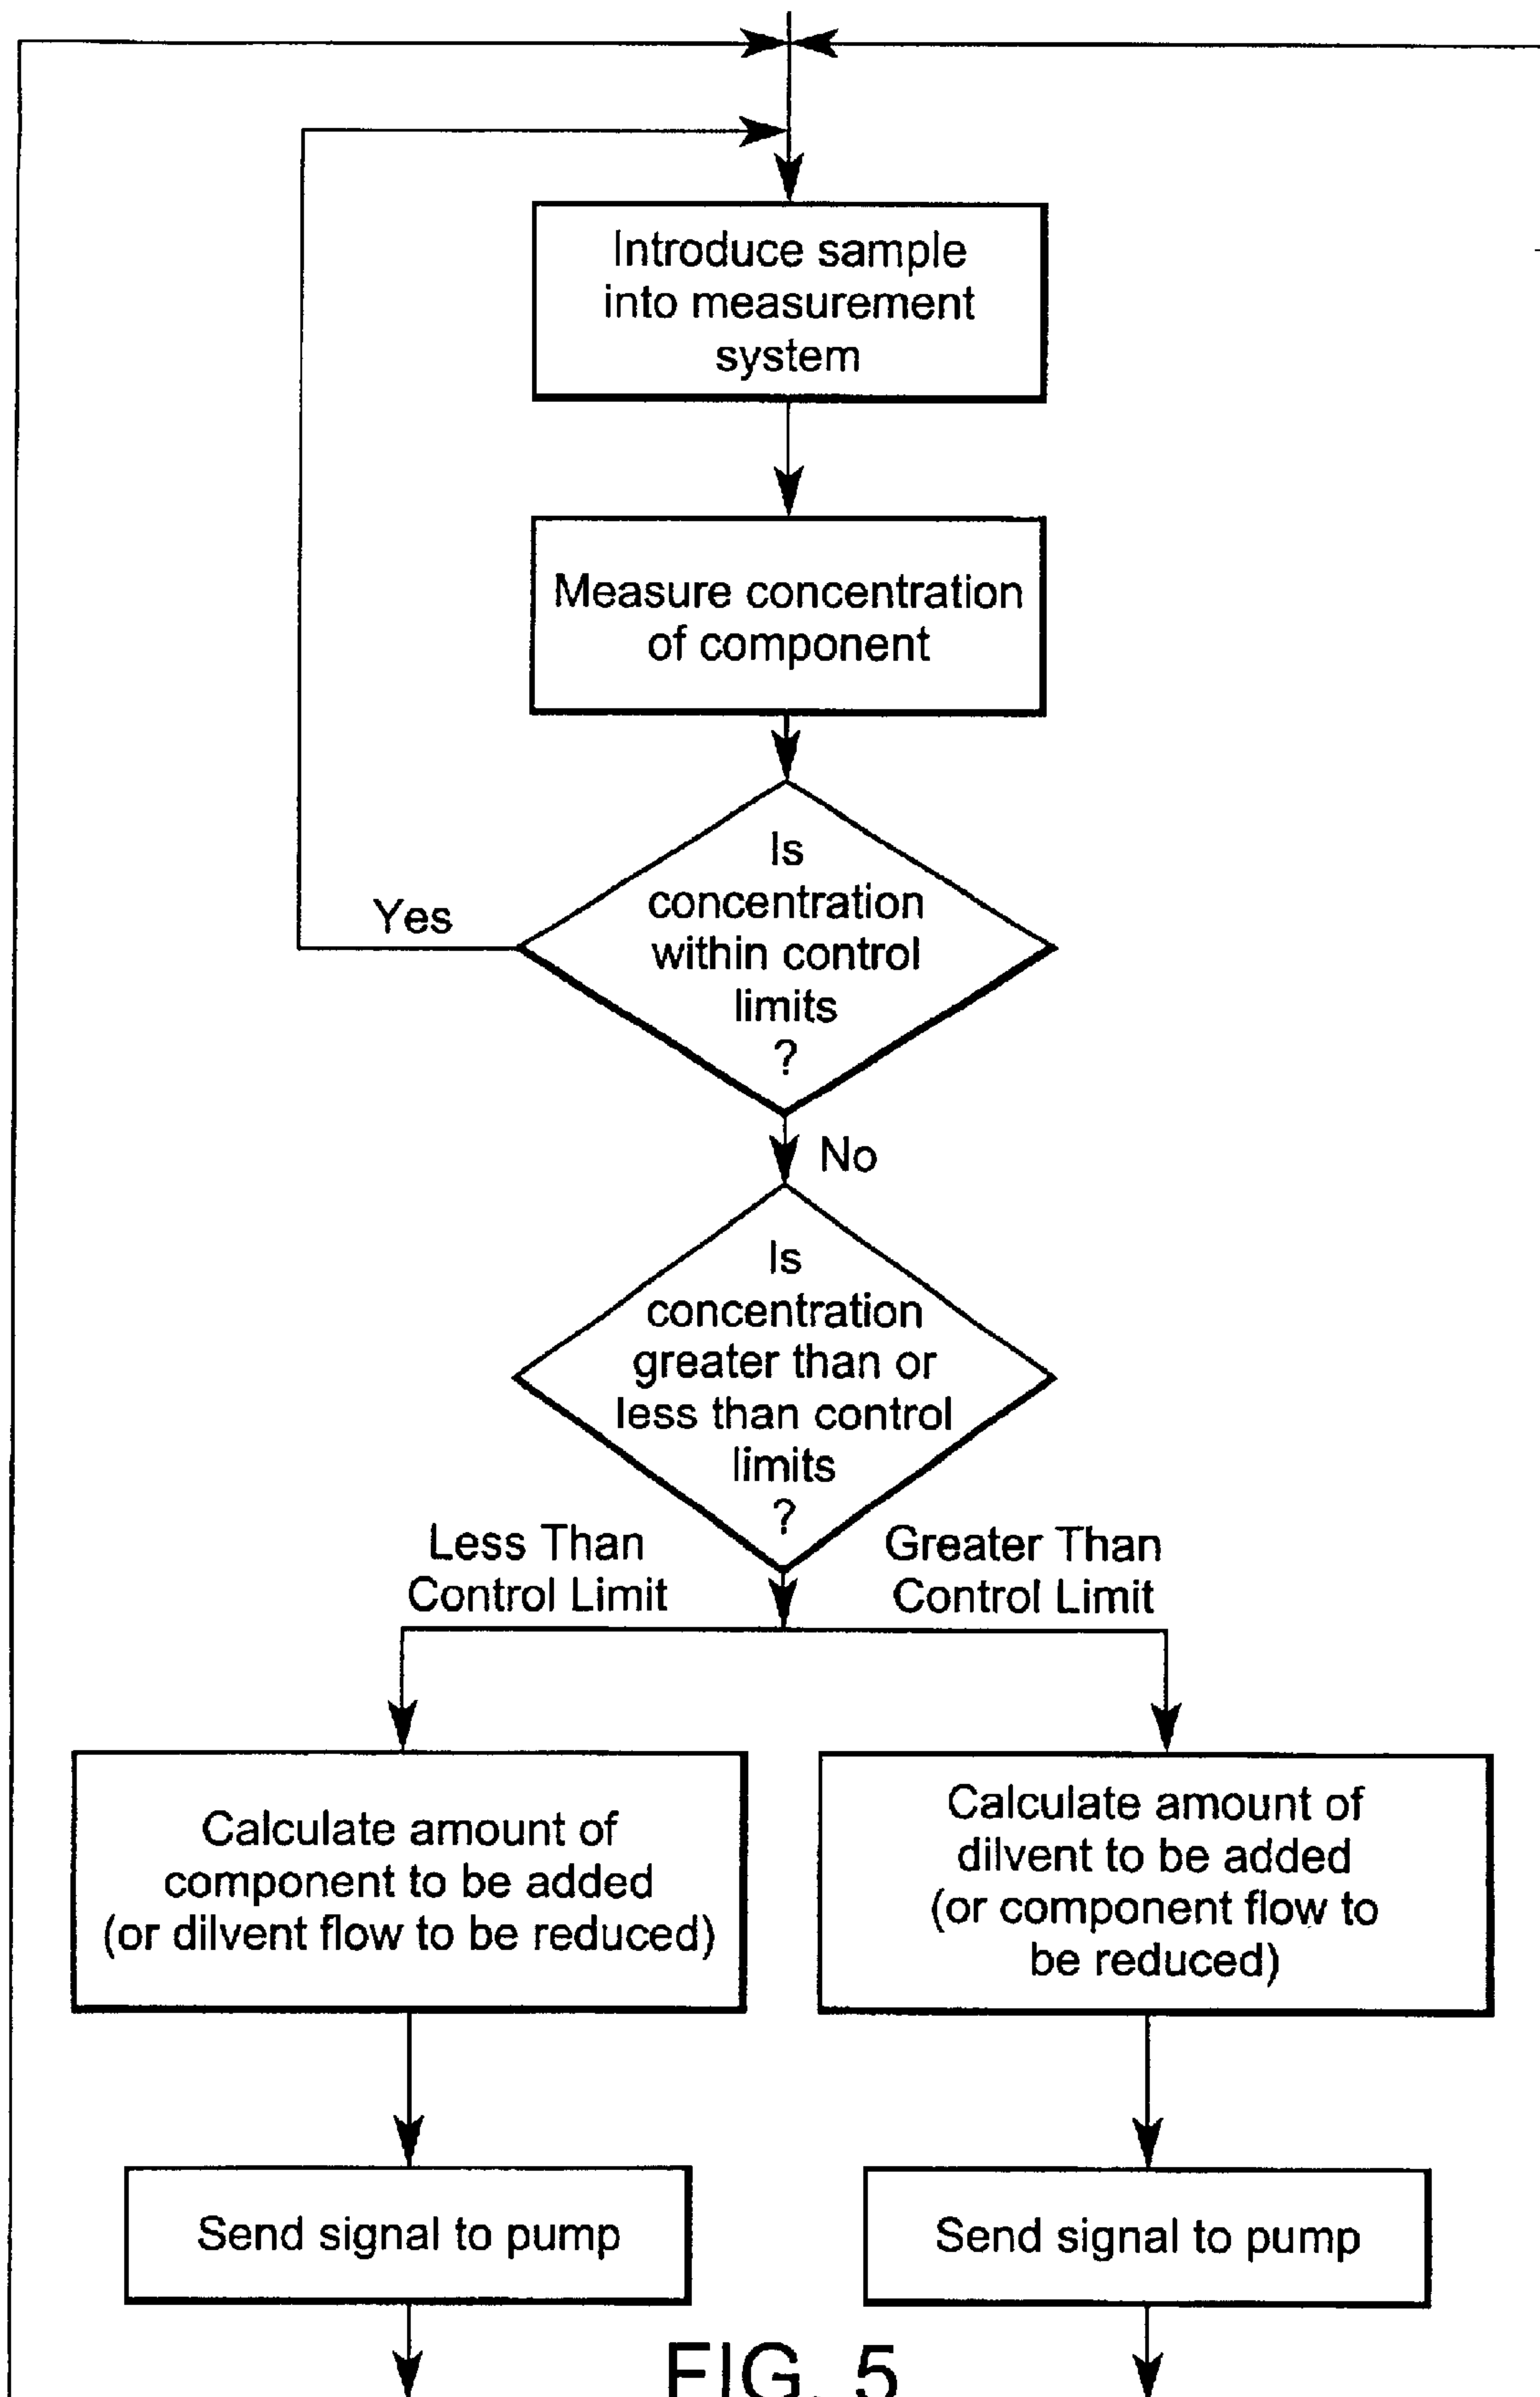 Introduce sample
into measurement
system
Measure concentration
of component
Is
concentration
within control
limits
?
Yes
No
Is
concentration
greater than or
less than control
limits
?
Less Than
Control Limit
Greater Than
Control Limit
Calculate amount of
component to be added
(or dilvent flow to be reduced)
Calculate amount of
dilvent to be added
(or component flow to
be reduced)
Send signal to pump
Send signal to pump
FIG. 5